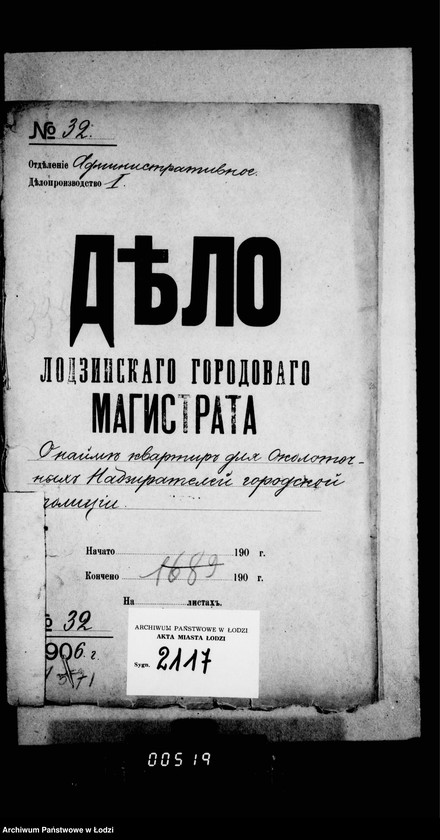 № 32.
Отдѣленіе Административное.
Дѣлопроизводство I.
ДѢЛО
ЛОДЗИНСКАГО ГОРОДОВАГО
МАГИСТРАТА
О наймѣ квартиръ для Околоточ-
ныхъ Надзирателей городской
полиціи.
Начато 190 г.
Кончено 190 г.
1689
На листахъ.
№ 32
1906 г.
ARCHIWUM PAŃSTWOWE W ŁODZI
AKTA MIASTA ŁODZI
Sygn. 2117
00519
Archiwum Państwowe w Łodzi